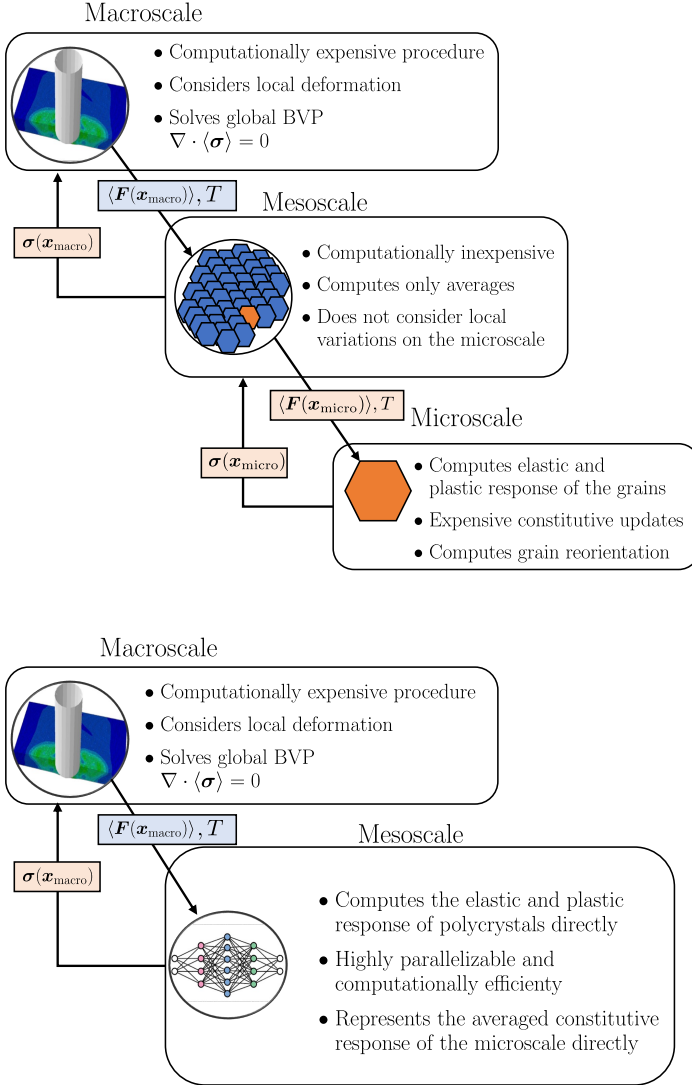 Macroscale
• Computationally expensive procedure
• Considers local deformation
• Solves global BVP
∇ · ⟨σ⟩ = 0
⟨F(x_macro)⟩, T
σ(x_macro)
Mesoscale
• Computationally inexpensive
• Computes only averages
• Does not consider local
variations on the microscale
⟨F(x_micro)⟩, T
σ(x_micro)
Microscale
• Computes elastic and
plastic response of the grains
• Expensive constitutive updates
• Computes grain reorientation
Macroscale
• Computationally expensive procedure
• Considers local deformation
• Solves global BVP
∇ · ⟨σ⟩ = 0
⟨F(x_macro)⟩, T
σ(x_macro)
Mesoscale
• Computes the elastic and plastic
response of polycrystals directly
• Highly parallelizable and
computationally efficienty
• Represents the averaged constitutive
response of the microscale directly